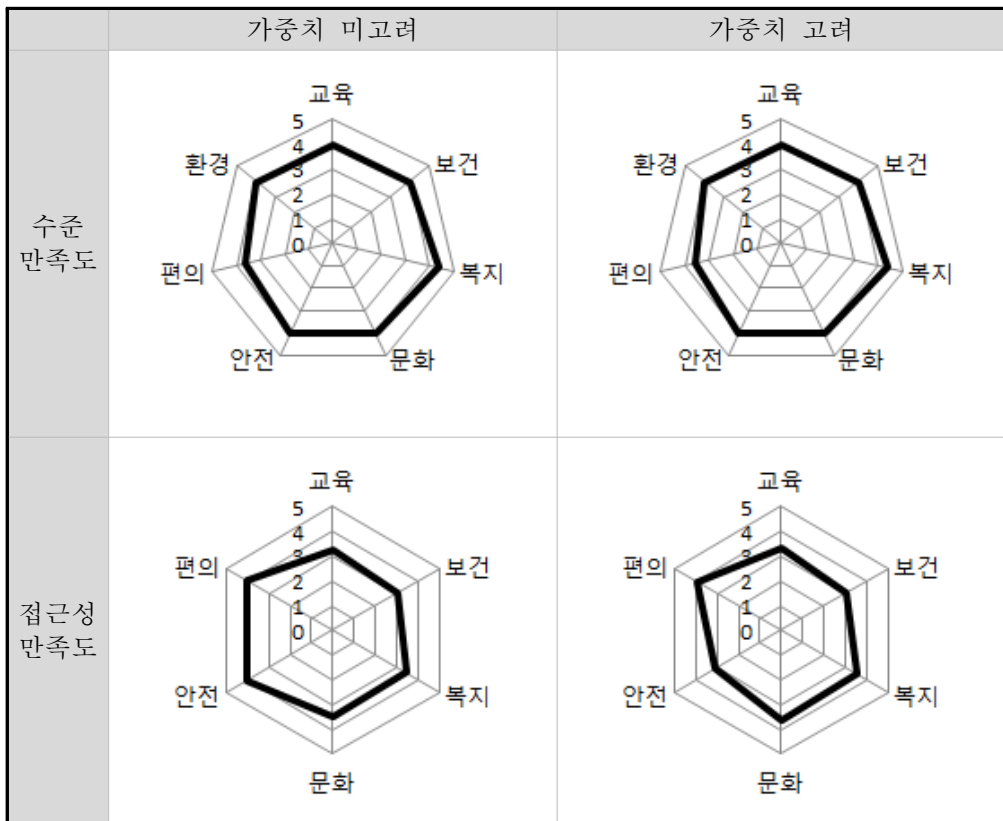 가중치 미고려
가중치 고려
수준
만족도
교육
보건
복지
문화
안전
편의
환경
5
4
3
2
1
0
교육
보건
복지
문화
안전
편의
환경
5
4
3
2
1
0
접근성
만족도
교육
보건
복지
문화
안전
편의
5
4
3
2
1
0
교육
보건
복지
문화
안전
편의
5
4
3
2
1
0